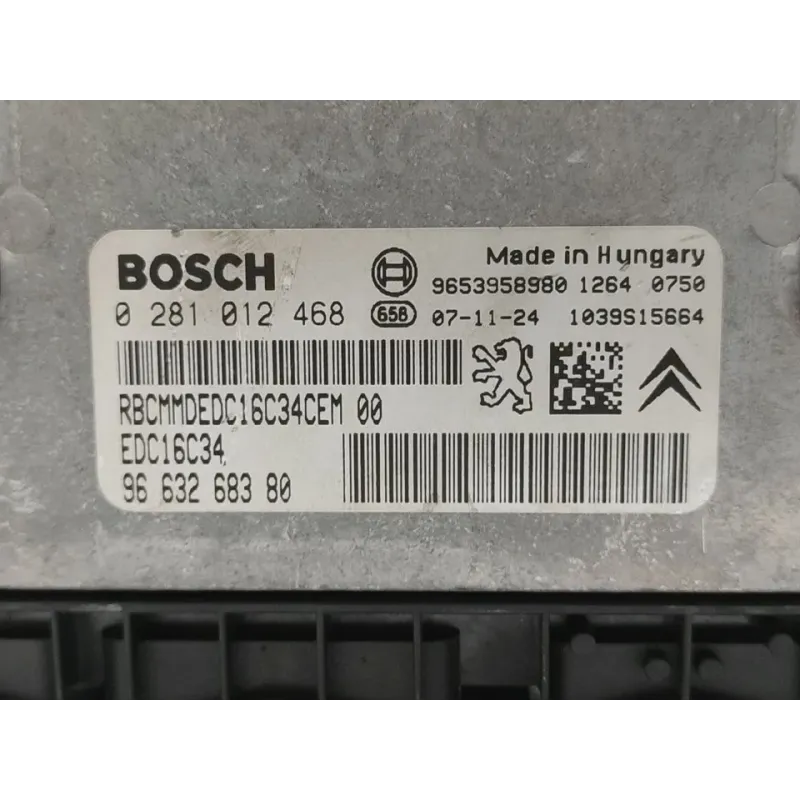 BOSCH
Made in Hungary
9653958980 1264 0750
0 281 012 468 658 07-11-24 1039S15664
RBCMMDEDC16C34CEM 00
EDC16C34
96 632 683 80